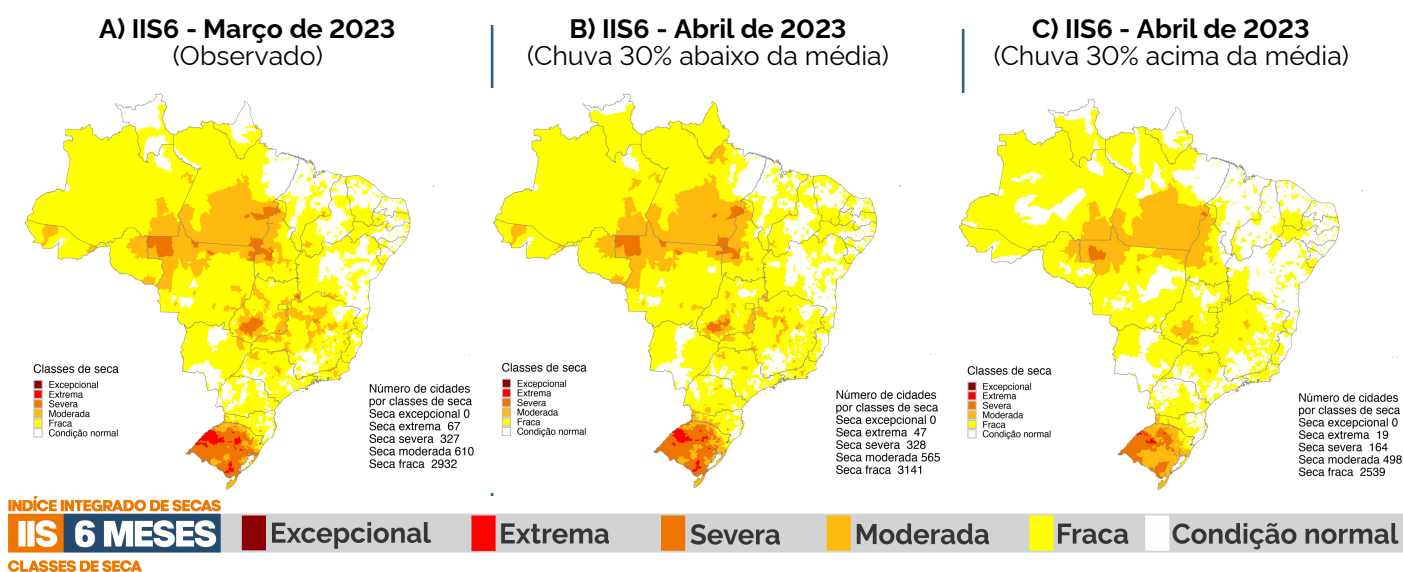 A) IIS6 - Março de 2023
(Observado)
B) IIS6 - Abril de 2023
(Chuva 30% abaixo da média)
C) IIS6 - Abril de 2023
(Chuva 30% acima da média)
Classes de seca
Excepcional
Extrema
Severa
Moderada
Fraca
Condição normal
Número de cidades
por classes de seca
Seca excepcional 0
Seca extrema 67
Seca severa 327
Seca moderada 610
Seca fraca 2932
Classes de seca
Excepcional
Extrema
Severa
Moderada
Fraca
Condição normal
Número de cidades
por classes de seca
Seca excepcional 0
Seca extrema 47
Seca severa 328
Seca moderada 565
Seca fraca 3141
Classes de seca
Excepcional
Extrema
Severa
Moderada
Fraca
Condição normal
Número de cidades
por classes de seca
Seca excepcional 0
Seca extrema 19
Seca severa 164
Seca moderada 498
Seca fraca 2539
INDÍCE INTEGRADO DE SECAS
IIS 6 MESES
CLASSES DE SECA
Excepcional
Extrema
Severa
Moderada
Fraca
Condição normal